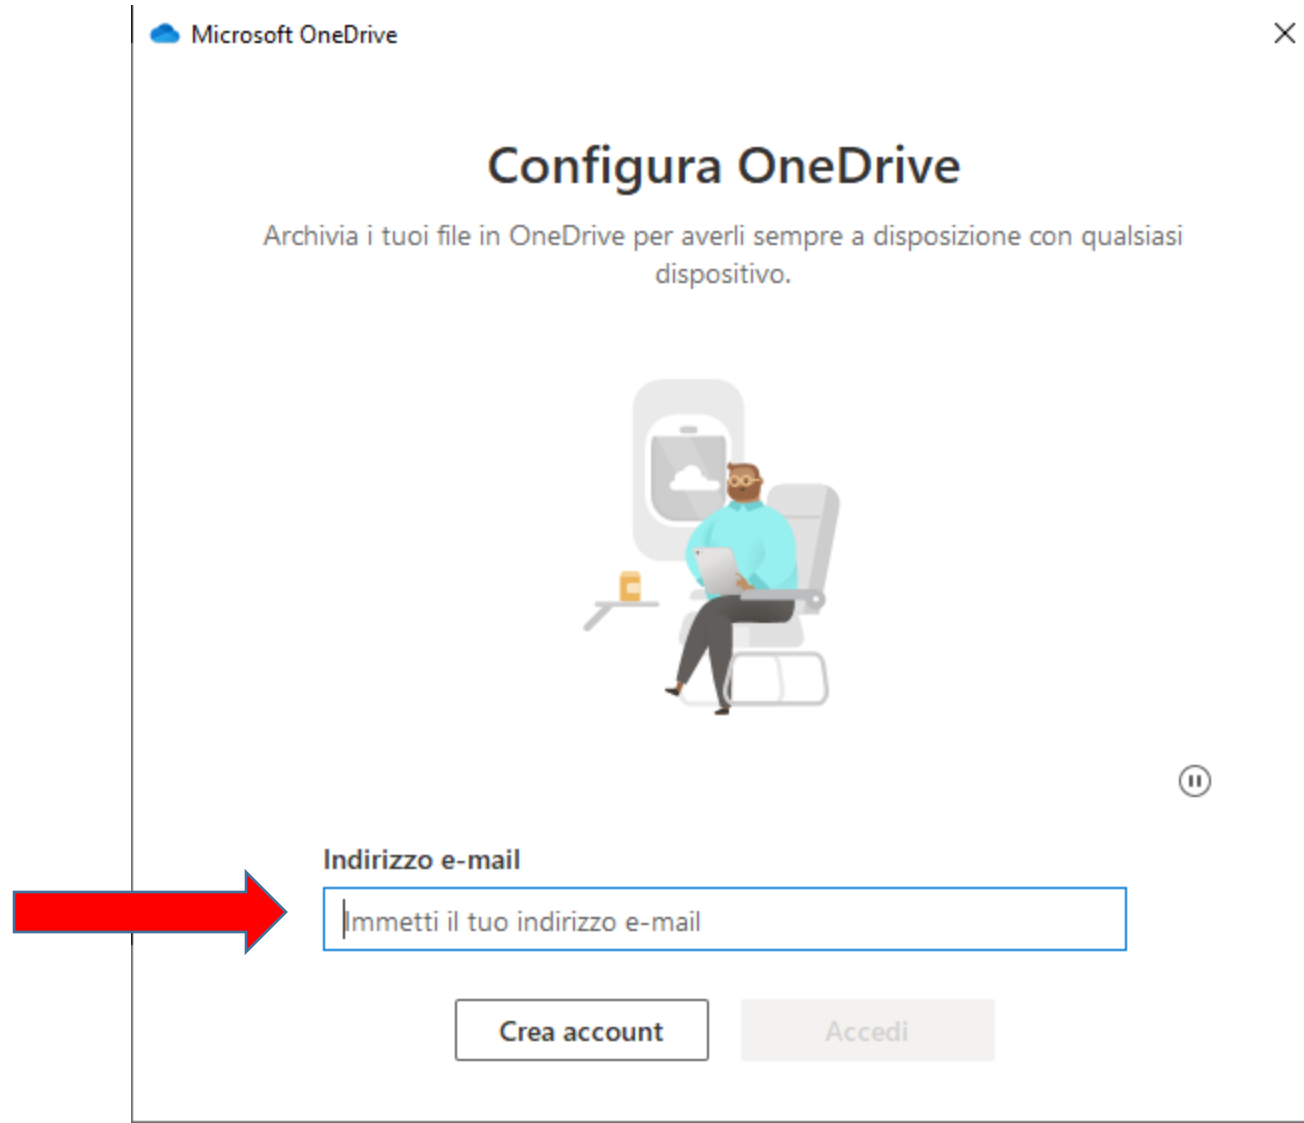 Microsoft OneDrive
Configura OneDrive
Archivia i tuoi file in OneDrive per averli sempre a disposizione con qualsiasi
dispositivo.
Indirizzo e-mail
Immetti il tuo indirizzo e-mail
Crea account
Accedi